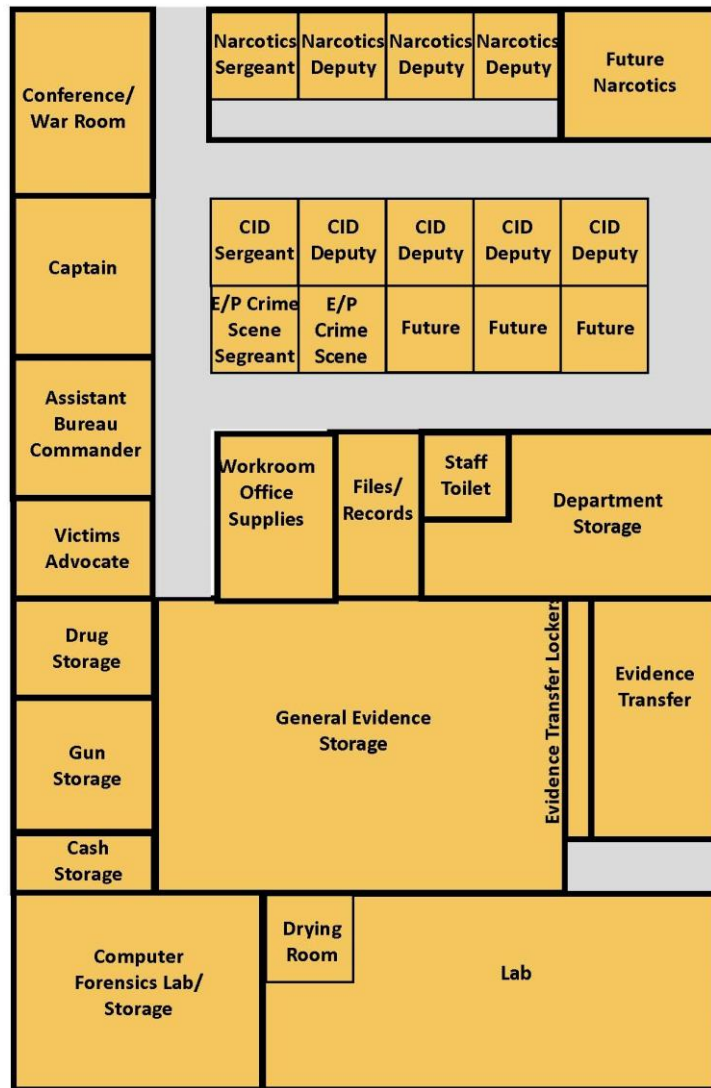 Conference/
War Room
Narcotics
Sergeant
Narcotics
Deputy
Narcotics
Deputy
Narcotics
Deputy
Future
Narcotics
Captain
CID
Sergeant
CID
Deputy
CID
Deputy
CID
Deputy
CID
Deputy
E/P Crime
Scene
Segreant
E/P
Crime
Scene
Future
Future
Future
Assistant
Bureau
Commander
Workroom
Office
Supplies
Files/
Records
Staff
Toilet
Department
Storage
Victims
Advocate
Drug
Storage
General Evidence
Storage
Evidence Transfer Lockers
Evidence
Transfer
Gun
Storage
Cash
Storage
Computer
Forensics Lab/
Storage
Drying
Room
Lab